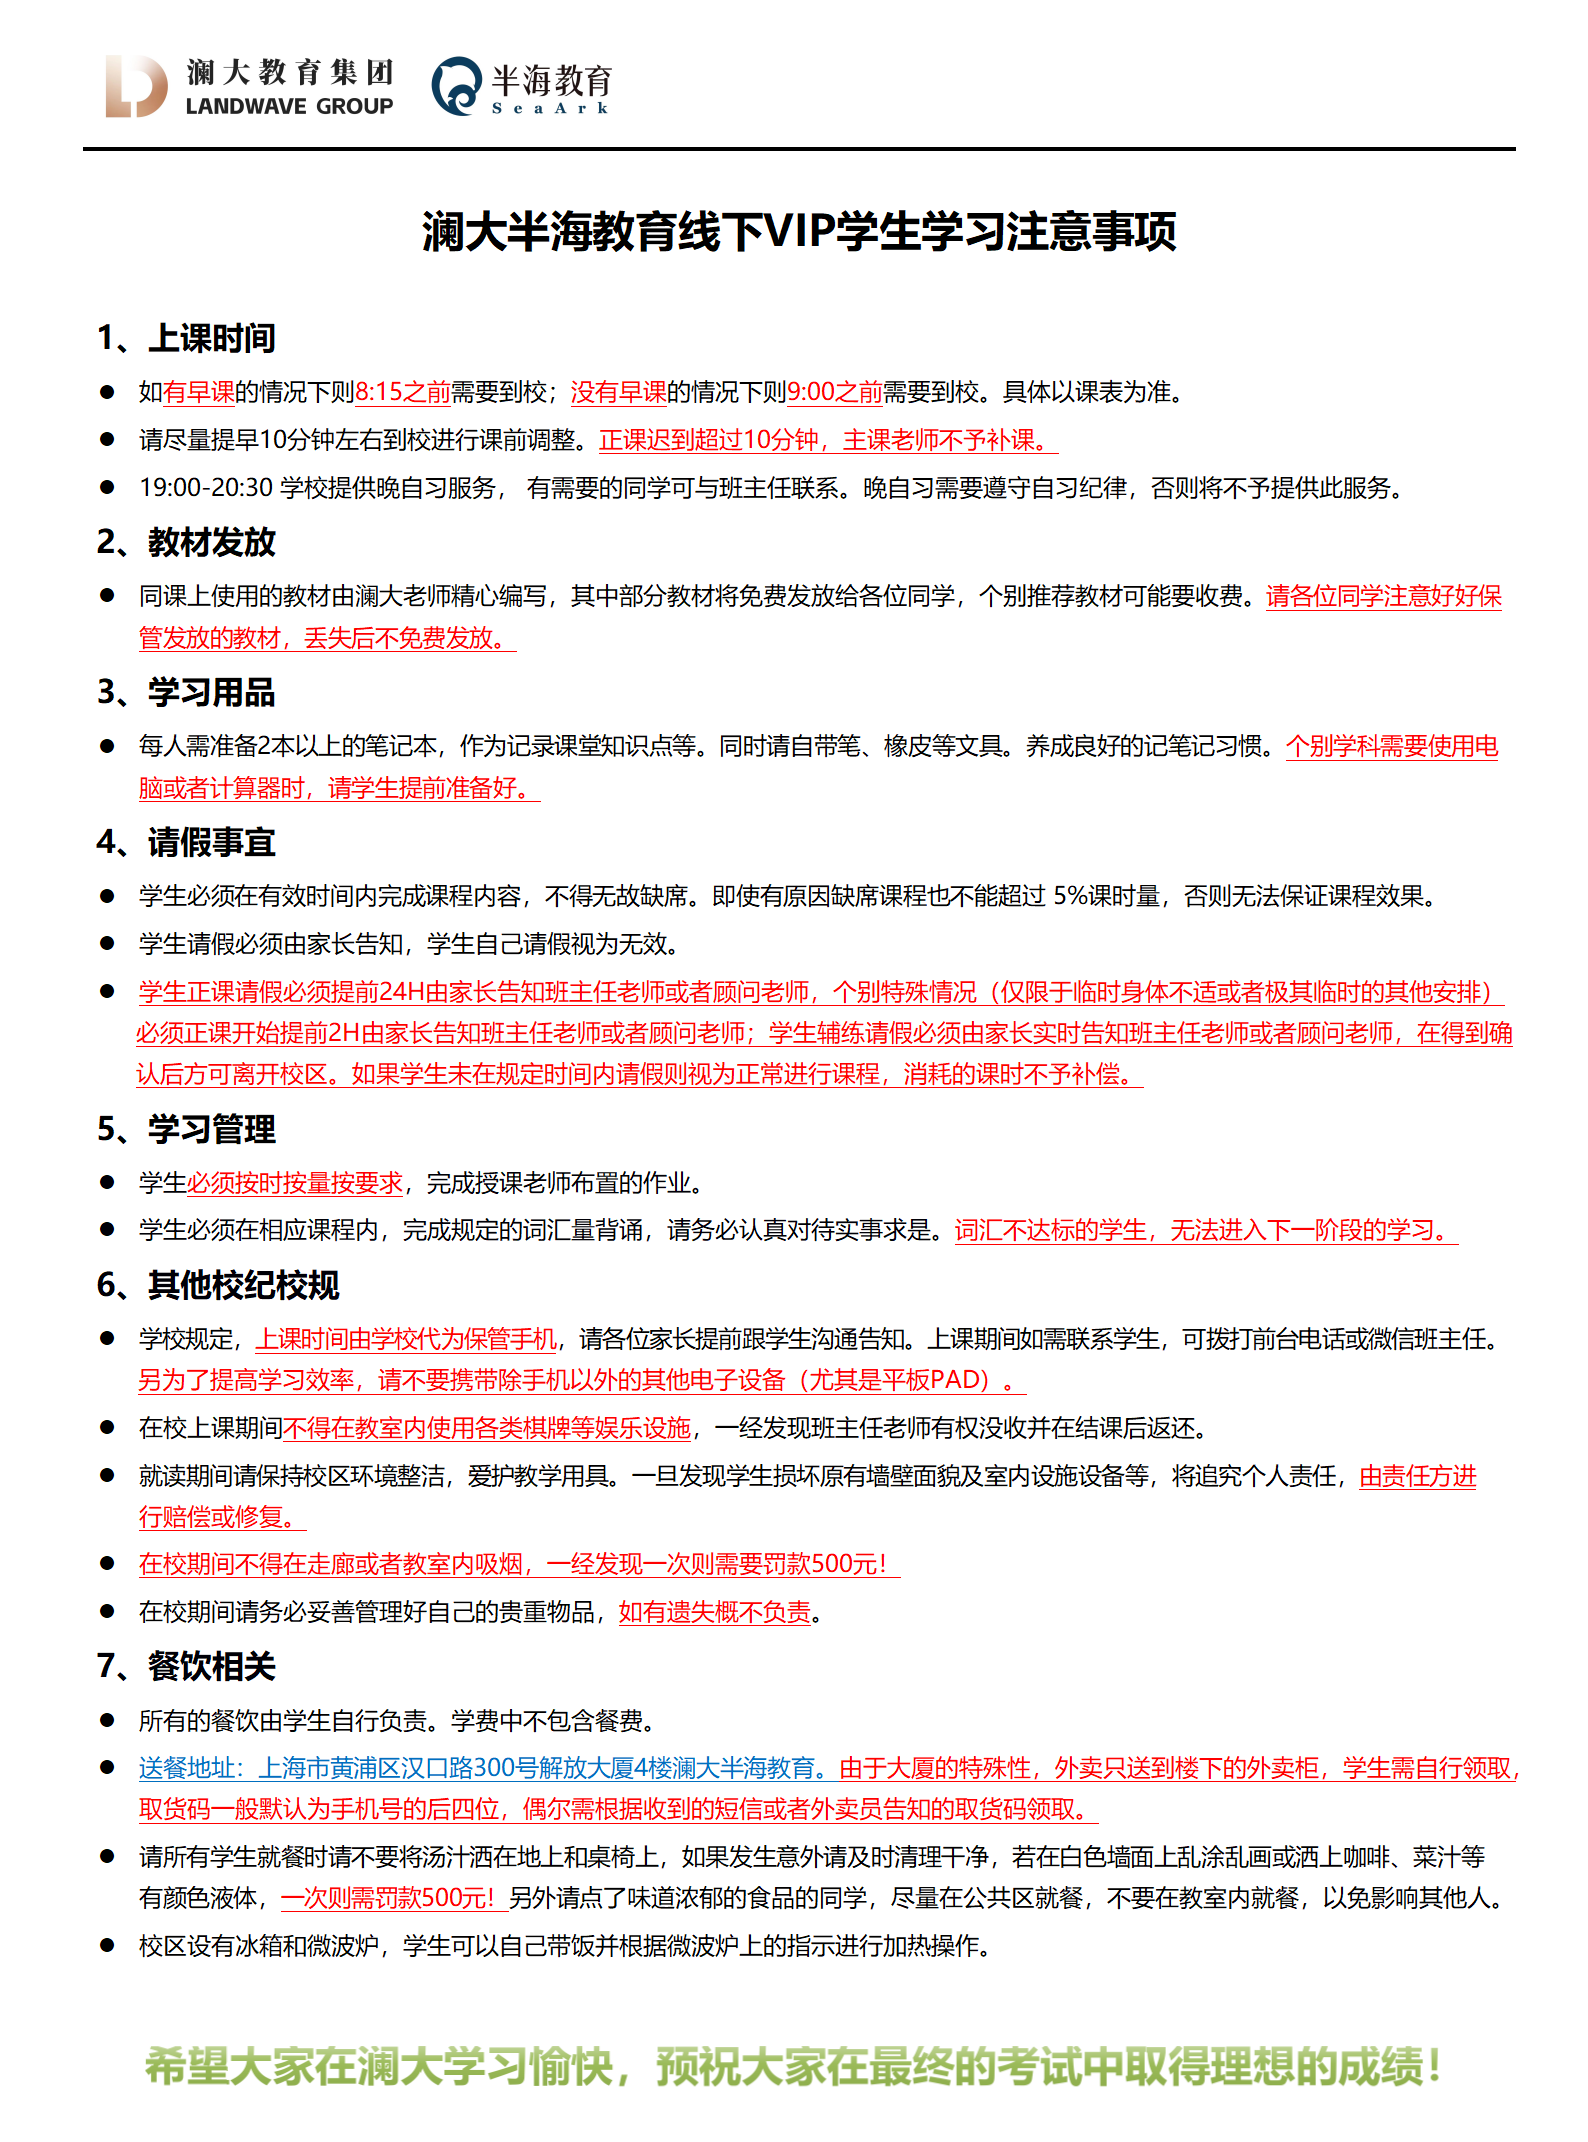 澜大教育集团
LANDWAVE GROUP
半海教育
SeaArk
澜大半海教育线下VIP学生学习注意事项
1、上课时间
● 如有早课的情况下则8:15之前需要到校；没有早课的情况下则9:00之前需要到校。具体以课表为准。
● 请尽量提早10分钟左右到校进行课前调整。正课迟到超过10分钟，主课老师不予补课。
● 19:00-20:30 学校提供晚自习服务， 有需要的同学可与班主任联系。晚自习需要遵守自习纪律，否则将不予提供此服务。
2、教材发放
● 同课上使用的教材由澜大老师精心编写，其中部分教材将免费发放给各位同学，个别推荐教材可能要收费。请各位同学注意好好保
管发放的教材，丢失后不免费发放。
3、学习用品
● 每人需准备2本以上的笔记本，作为记录课堂知识点等。同时请自带笔、橡皮等文具。养成良好的记笔记习惯。个别学科需要使用电
脑或者计算器时，请学生提前准备好。
4、请假事宜
● 学生必须在有效时间内完成课程内容，不得无故缺席。即使有原因缺席课程也不能超过 5%课时量，否则无法保证课程效果。
● 学生请假必须由家长告知，学生自己请假视为无效。
● 学生正课请假必须提前24H由家长告知班主任老师或者顾问老师，个别特殊情况（仅限于临时身体不适或者极其临时的其他安排）
必须正课开始提前2H由家长告知班主任老师或者顾问老师；学生辅练请假必须由家长实时告知班主任老师或者顾问老师，在得到确
认后方可离开校区。如果学生未在规定时间内请假则视为正常进行课程，消耗的课时不予补偿。
5、学习管理
● 学生必须按时按量按要求，完成授课老师布置的作业。
● 学生必须在相应课程内，完成规定的词汇量背诵，请务必认真对待实事求是。词汇不达标的学生，无法进入下一阶段的学习。
6、其他校纪校规
● 学校规定，上课时间由学校代为保管手机，请各位家长提前跟学生沟通告知。上课期间如需联系学生，可拨打前台电话或微信班主任。
另为了提高学习效率，请不要携带除手机以外的其他电子设备（尤其是平板PAD）。
● 在校上课期间不得在教室内使用各类棋牌等娱乐设施，一经发现班主任老师有权没收并在结课后返还。
● 就读期间请保持校区环境整洁，爱护教学用具。一旦发现学生损坏原有墙壁面貌及室内设施设备等，将追究个人责任，由责任方进
行赔偿或修复。
● 在校期间不得在走廊或者教室内吸烟，一经发现一次则需要罚款500元！
● 在校期间请务必妥善管理好自己的贵重物品，如有遗失概不负责。
7、餐饮相关
● 所有的餐饮由学生自行负责。学费中不包含餐费。
● 送餐地址：上海市黄浦区汉口路300号解放大厦4楼澜大半海教育。由于大厦的特殊性，外卖只送到楼下的外卖柜，学生需自行领取，
取货码一般默认为手机号的后四位，偶尔需根据收到的短信或者外卖员告知的取货码领取。
● 请所有学生就餐时请不要将汤汁洒在地上和桌椅上，如果发生意外请及时清理干净，若在白色墙面上乱涂乱画或洒上咖啡、菜汁等
有颜色液体，一次则需罚款500元！另外请点了味道浓郁的食品的同学，尽量在公共区就餐，不要在教室内就餐，以免影响其他人。
● 校区设有冰箱和微波炉，学生可以自己带饭并根据微波炉上的指示进行加热操作。
希望大家在澜大学习愉快，预祝大家在最终的考试中取得理想的成绩！